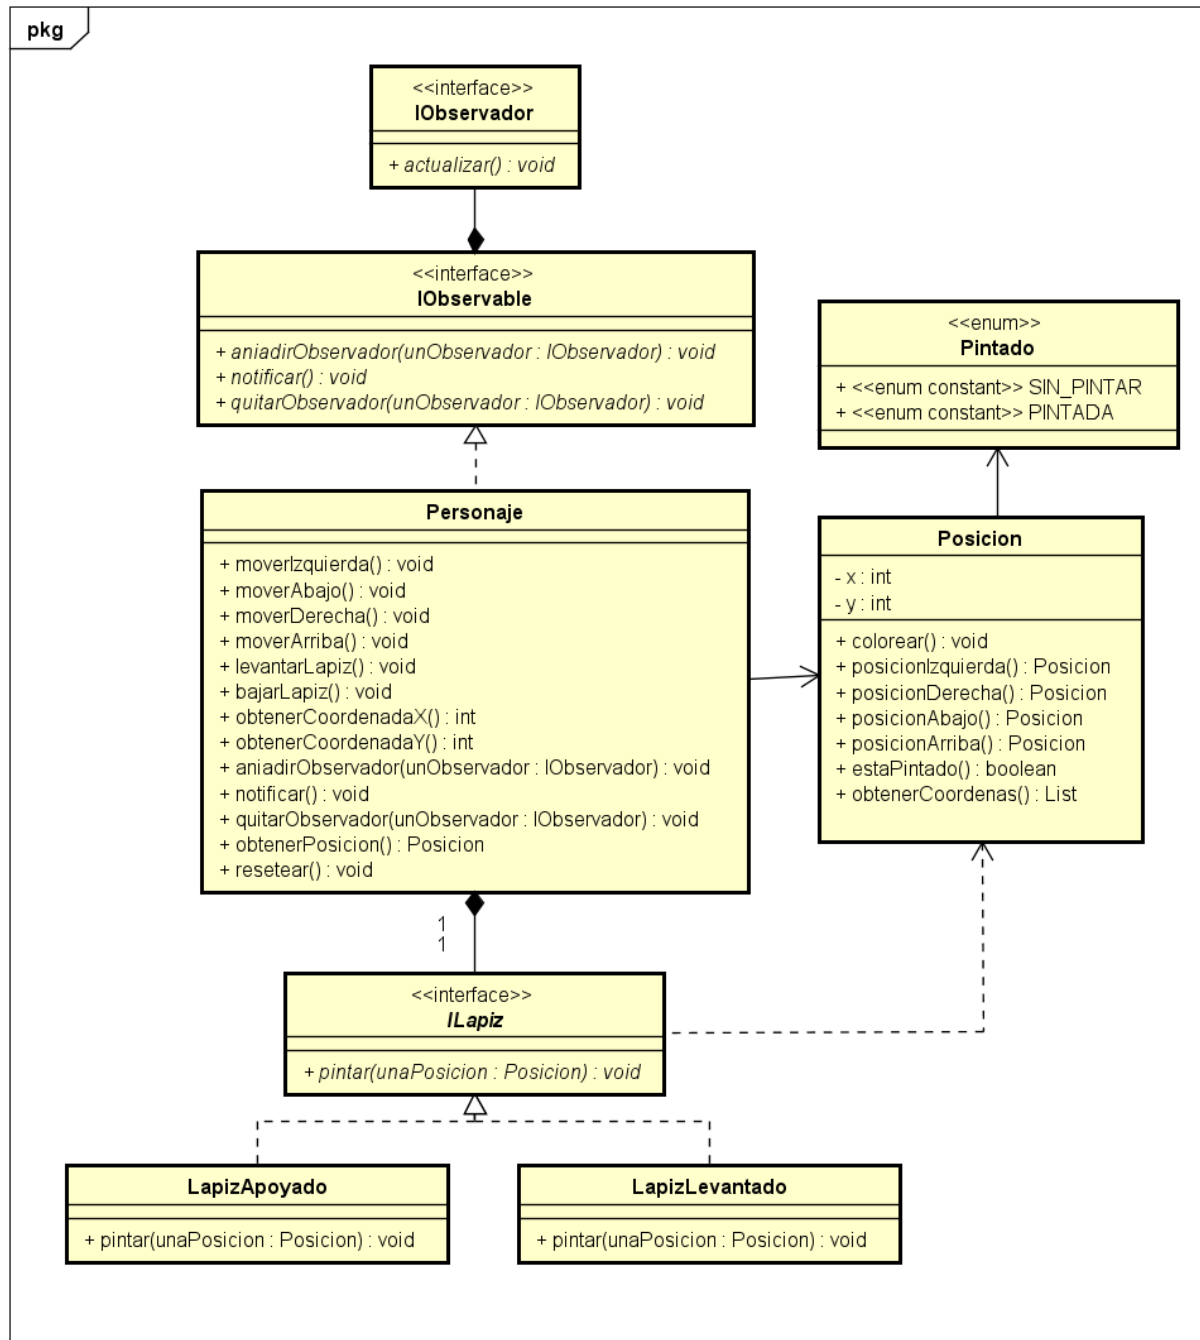 pkg
<<interface>>
IObservador
+ actualizar() : void
<<interface>>
IObservable
+ aniadirObservador(unObservador : IObservador) : void
+ notificar() : void
+ quitarObservador(unObservador : IObservador) : void
<<enum>>
Pintado
+ <<enum constant>> SIN_PINTAR
+ <<enum constant>> PINTADA
Personaje
+ moverIzquierda() : void
+ moverAbajo() : void
+ moverDerecha() : void
+ moverArriba() : void
+ levantarLapiz() : void
+ bajarLapiz() : void
+ obtenerCoordenadaX() : int
+ obtenerCoordenadaY() : int
+ aniadirObservador(unObservador : IObservador) : void
+ notificar() : void
+ quitarObservador(unObservador : IObservador) : void
+ obtenerPosicion() : Posicion
+ resetear() : void
Posicion
- x : int
- y : int
+ colorear() : void
+ posicionIzquierda() : Posicion
+ posicionDerecha() : Posicion
+ posicionAbajo() : Posicion
+ posicionArriba() : Posicion
+ estaPintado() : boolean
+ obtenerCoordenas() : List
1
1
<<interface>>
ILapiz
+ pintar(unaPosicion : Posicion) : void
LapizApoyado
+ pintar(unaPosicion : Posicion) : void
LapizLevantado
+ pintar(unaPosicion : Posicion) : void